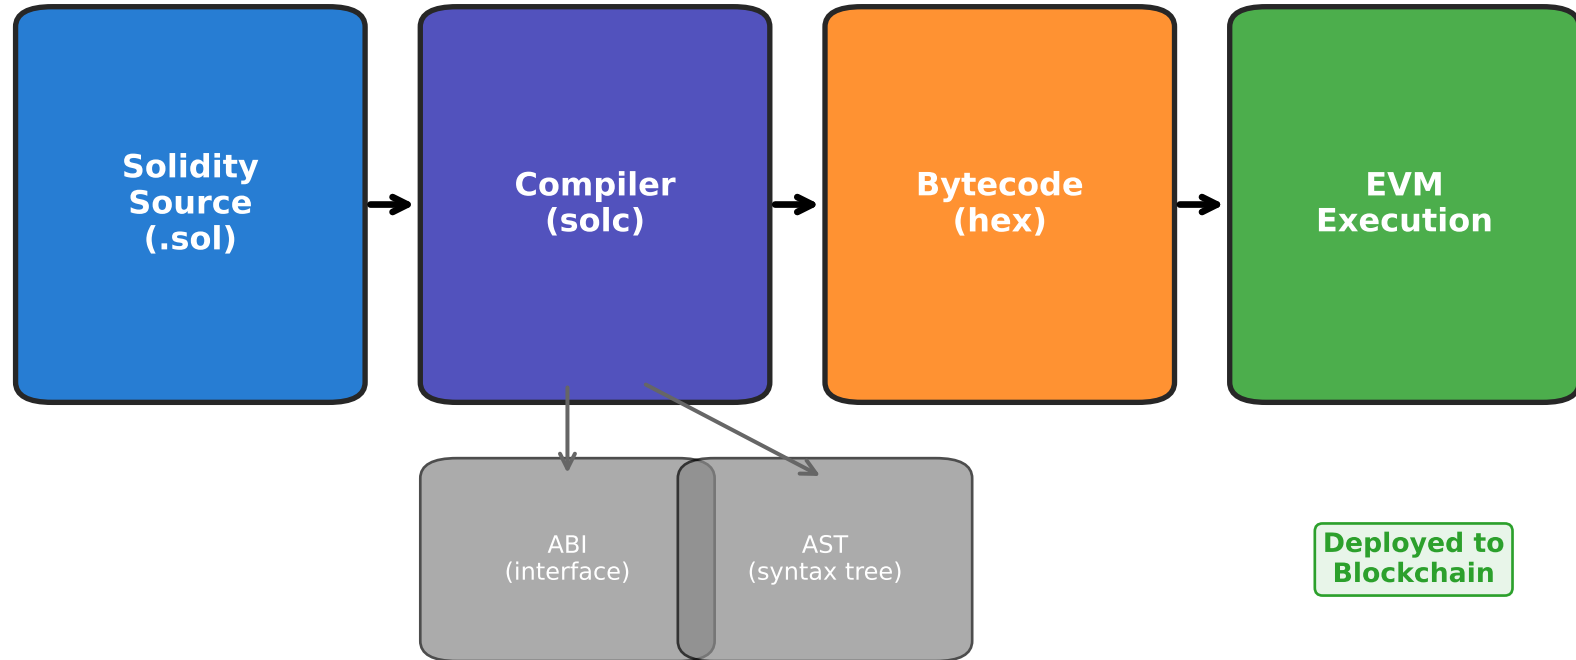 Solidity
Source
(.sol)
Compiler
(solc)
Bytecode
(hex)
EVM
Execution
ABI
(interface)
AST
(syntax tree)
Deployed to
Blockchain